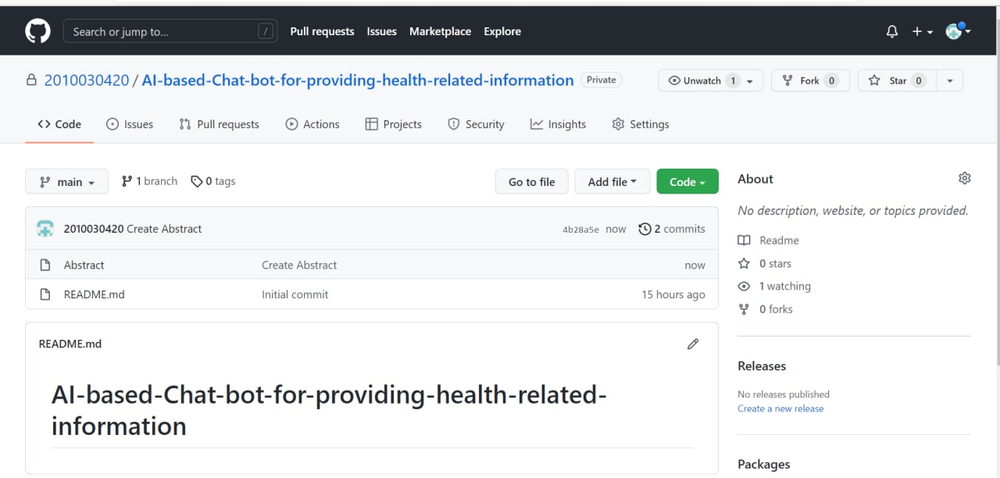 Search or jump to... /
Pull requests Issues Marketplace Explore
2010030420 / AI-based-Chat-bot-for-providing-health-related-information Private
Unwatch 1 Fork 0 Star 0
Code Issues Pull requests Actions Projects Security Insights Settings
main 1 branch 0 tags Go to file Add file Code
2010030420 Create Abstract 4b28a5e now 2 commits
Abstract Create Abstract now
README.md Initial commit 15 hours ago
README.md
AI-based-Chat-bot-for-providing-health-related-
information
About
No description, website, or topics provided.
Readme
0 stars
1 watching
0 forks
Releases
No releases published
Create a new release
Packages